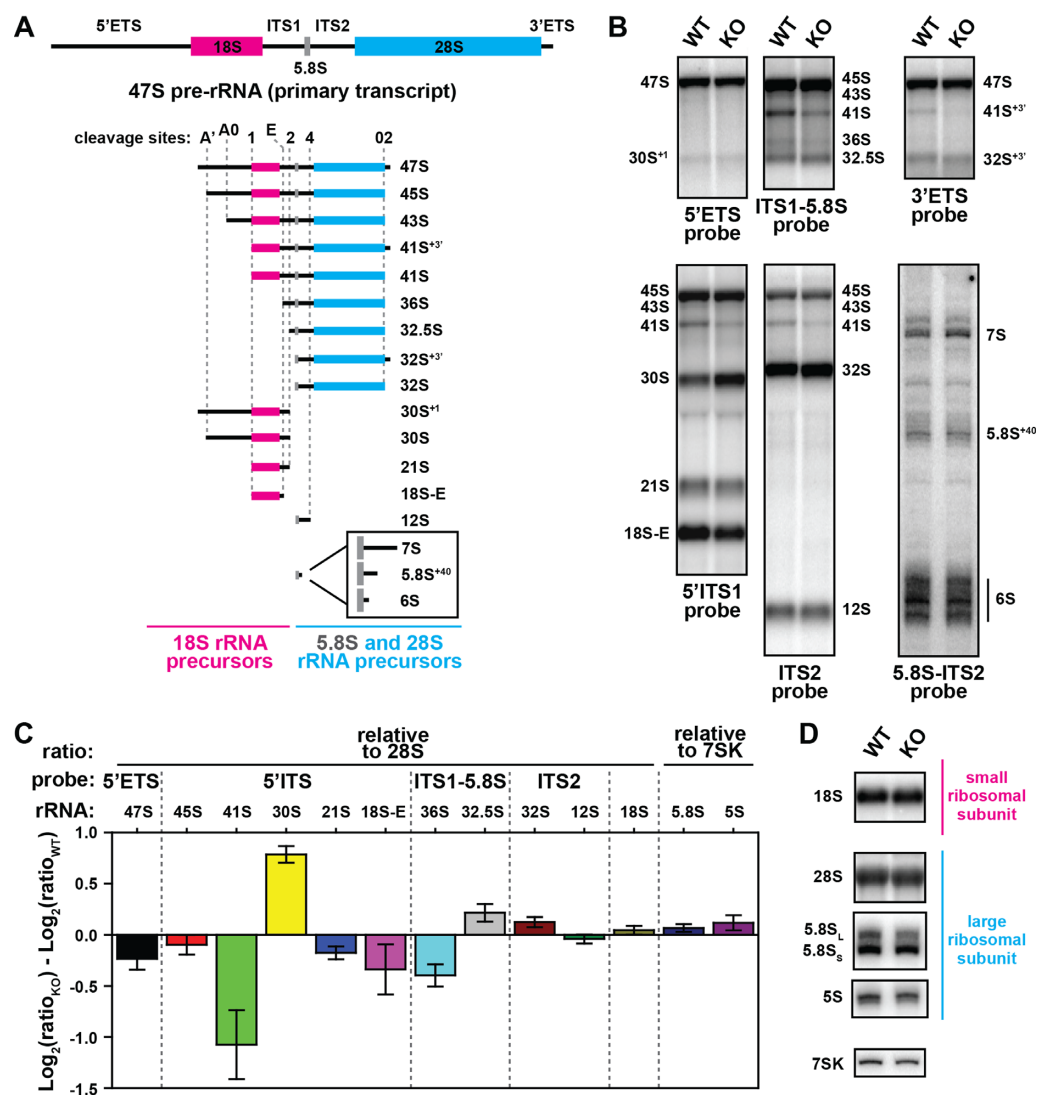 A
5'ETS ITS1 ITS2 3'ETS
18S 28S
5.8S
47S pre-rRNA (primary transcript)
cleavage sites: A' A0 1 E 2 4 02
47S
45S
43S
41S+3'
41S
36S
32.5S
32S+3'
32S
30S+1
30S
21S
18S-E
12S
7S
5.8S+40
6S
18S rRNA
precursors
5.8S and 28S
rRNA precursors
B
WT KO
47S
30S+1
5'ETS
probe
WT KO
45S
43S
41S
36S
32.5S
ITS1-5.8S
probe
WT KO
47S
41S+3'
32S+3'
3'ETS
probe
45S
43S
41S
30S
21S
18S-E
5'ITS1
probe
45S
43S
41S
32S
12S
ITS2
probe
7S
5.8S+40
6S
5.8S-ITS2
probe
C
ratio: relative to 28S relative to 7SK
probe: 5'ETS 5'ITS ITS1-5.8S ITS2
rRNA: 47S 45S 41S 30S 21S 18S-E 36S 32.5S 32S 12S 18S 5.8S 5S
Log2(ratioKO) - Log2(ratioWT)
1.0
0.5
0.0
-0.5
-1.0
-1.5
D
WT KO
18S
small
ribosomal
subunit
28S
5.8SL
5.8SS
5S
large
ribosomal
subunit
7SK